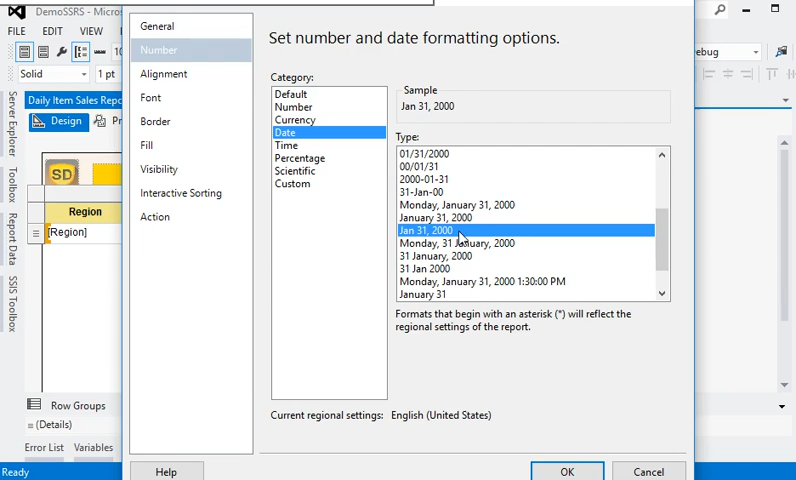 DemoSSRS - Micros
FILE
EDIT
VIEW
ebug
Solid
1 pt
Daily Item Sales Repo
Design
Server Explorer
Toolbox
Report Data
SSIS Toolbox
SD
Region
[Region]
Row Groups
(Details)
Error List
Variables
Ready
General
Number
Alignment
Font
Border
Fill
Visibility
Interactive Sorting
Action
Help
Set number and date formatting options.
Category:
Default
Number
Currency
Date
Time
Percentage
Scientific
Custom
Sample
Jan 31, 2000
Type:
01/31/2000
00/01/31
2000-01-31
31-Jan-00
Monday, January 31, 2000
January 31, 2000
Jan 31, 2000
Monday, 31 January, 2000
31 January, 2000
31 Jan 2000
Monday, January 31, 2000 1:30:00 PM
January 31
Formats that begin with an asterisk (*) will reflect the
regional settings of the report.
Current regional settings: English (United States)
OK
Cancel